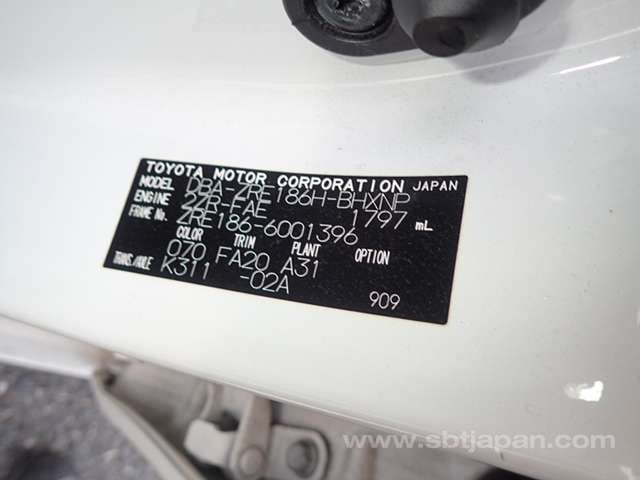 TOYOTA MOTOR CORPORATION JAPAN
MODEL DBA-ZRE186H-BHXNP
ENGINE 2ZR-FAE 1797 mL
FRAME No. ZRE186-6001396
COLOR TRIM PLANT OPTION
070 FA20 A31
TRANS./AXLE K311 -02A
909
www.sbtjapan.com